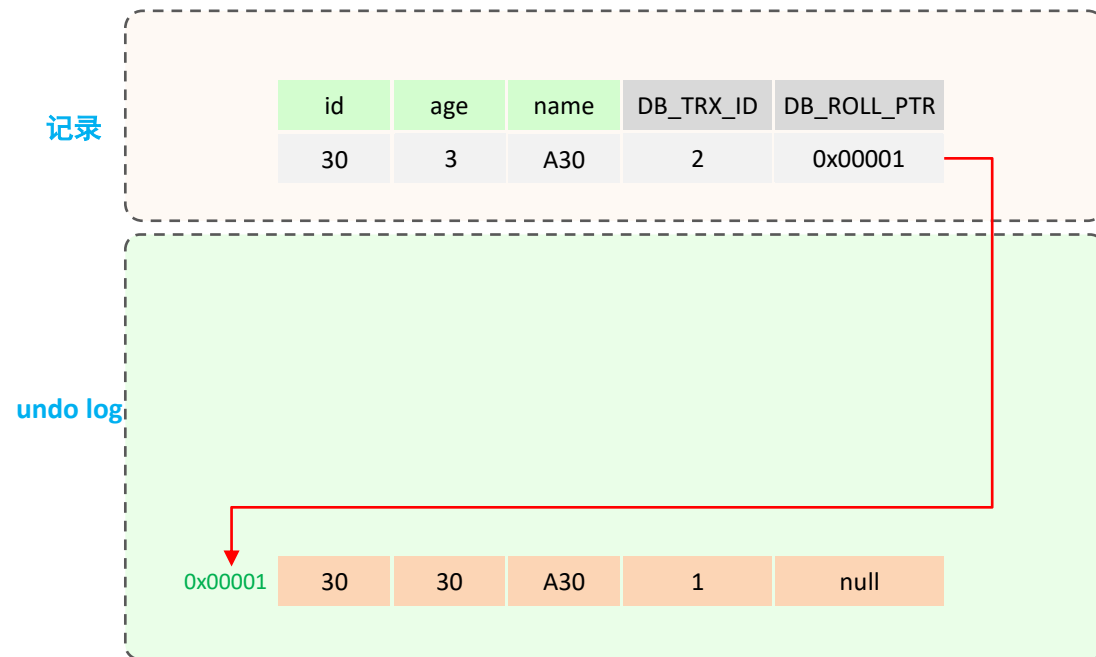 id age name DB_TRX_ID DB_ROLL_PTR
记录
30 3 A30 2 0x00001
undo log
0x00001 30 30 A30 1 null